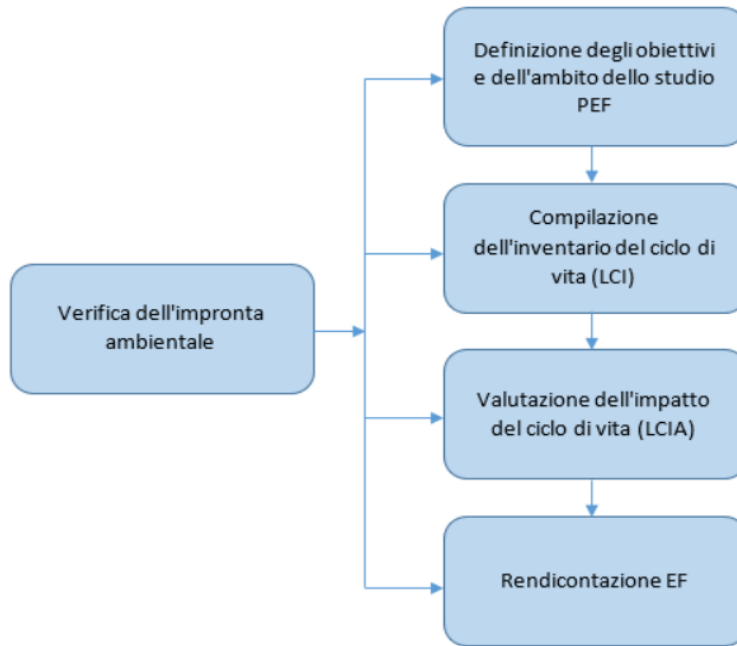 Definizione degli obiettivi
e dell'ambito dello studio
PEF
Compilazione
dell'inventario del ciclo di
vita (LCI)
Verifica dell'impronta
ambientale
Valutazione dell'impatto
del ciclo di vita (LCIA)
Rendicontazione EF